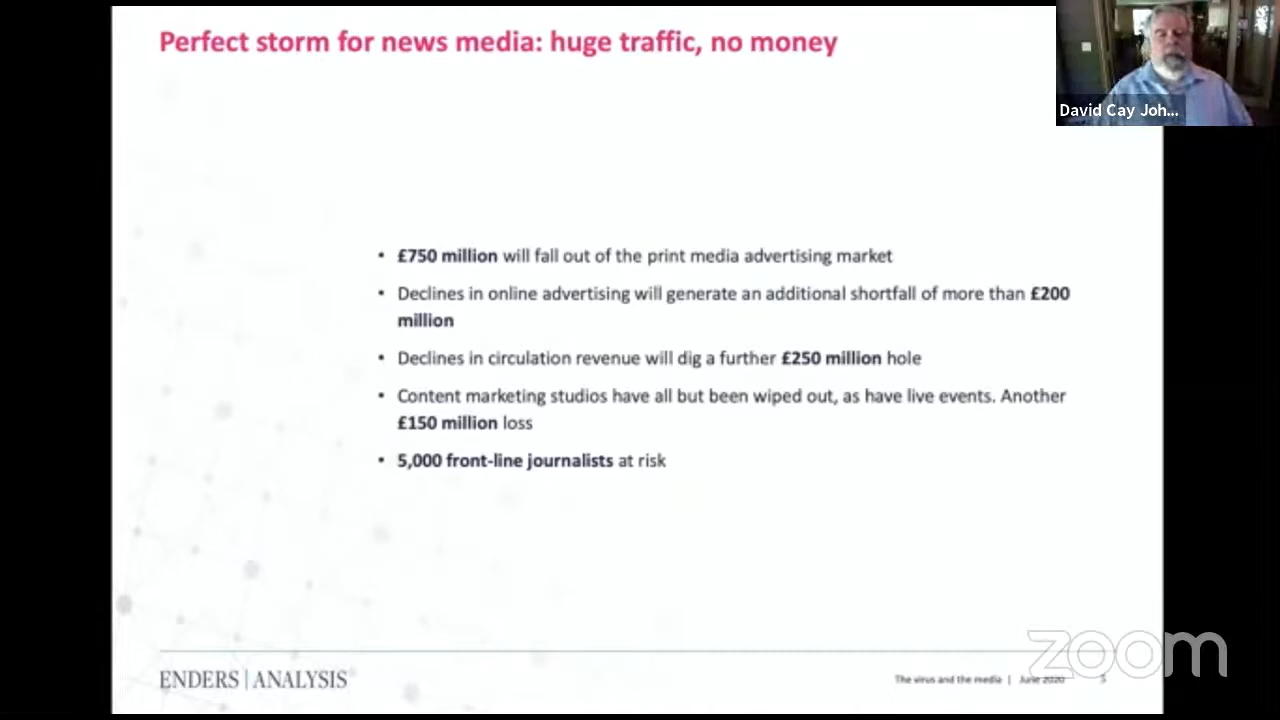 Perfect storm for news media: huge traffic, no money
David Cay Joh...
• £750 million will fall out of the print media advertising market
• Declines in online advertising will generate an additional shortfall of more than £200
million
• Declines in circulation revenue will dig a further £250 million hole
• Content marketing studios have all but been wiped out, as have live events. Another
£150 million loss
• 5,000 front-line journalists at risk
zoom
ENDERS | ANALYSIS
The virus and the media | June 2020 5